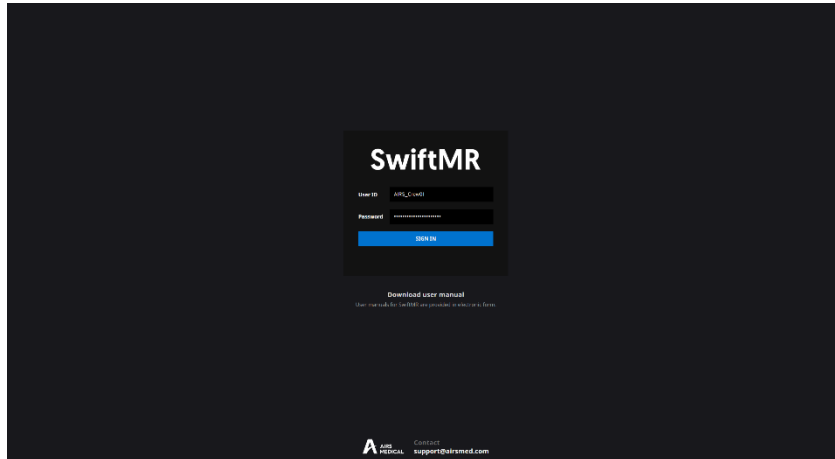 SwiftMR
User ID
Password
SIGN IN
Download user manual
User manuals for SwiftMR are provided in electronic form.
AIRS MEDICAL
Contact
support@airsmed.com